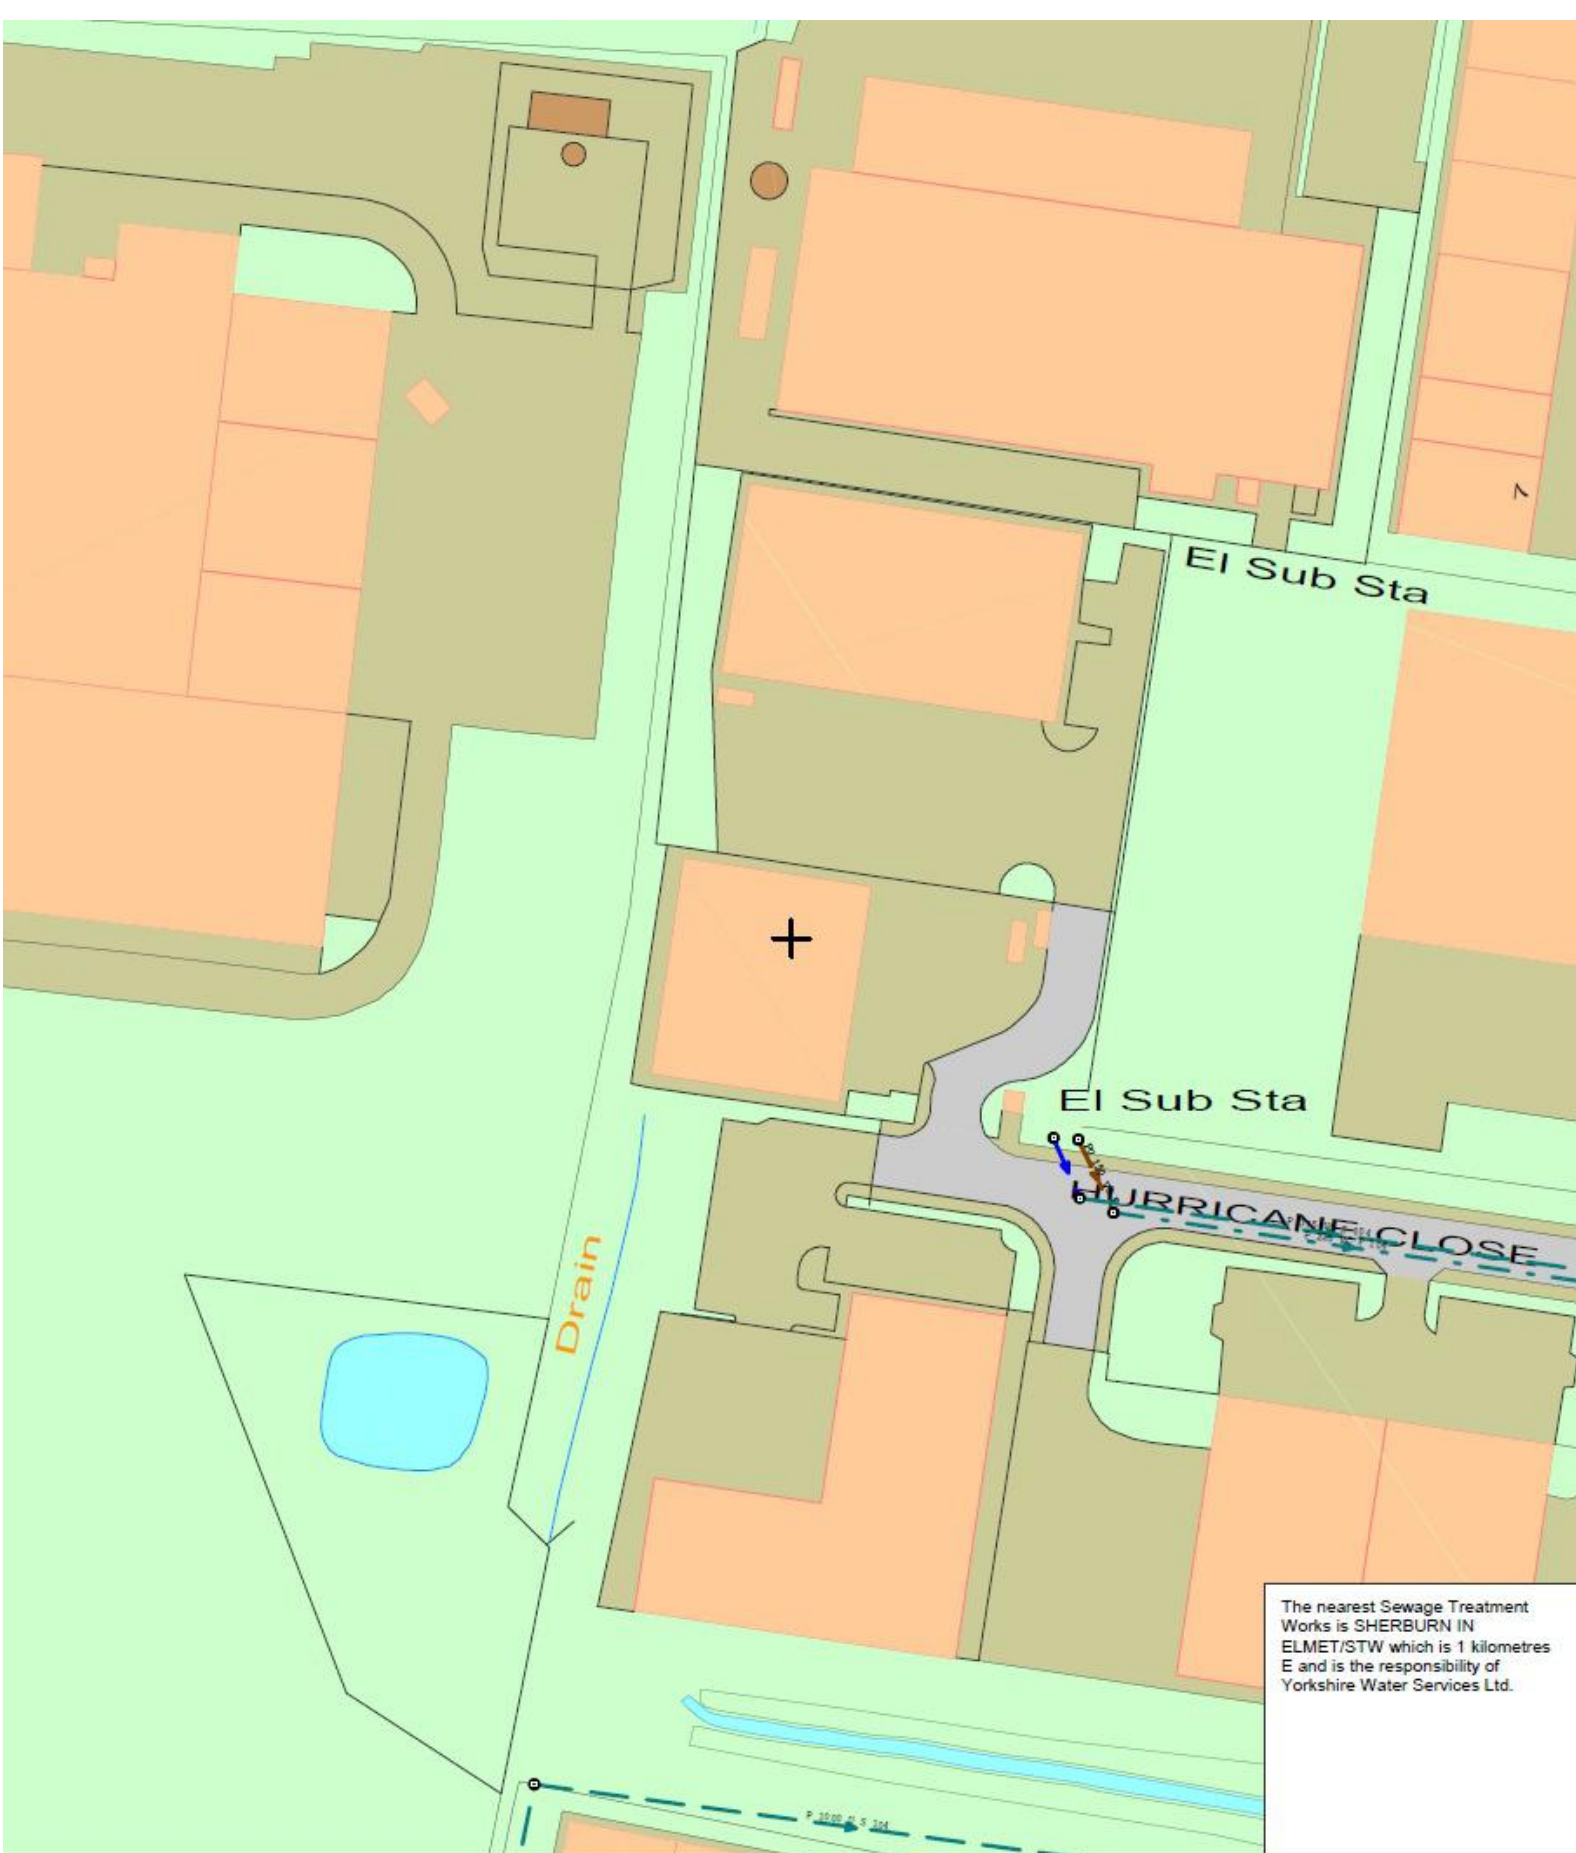 7
El Sub Sta
El Sub Sta
HURRICANE CLOSE
Drain
The nearest Sewage Treatment
Works is SHERBURN IN
ELMET/STW which is 1 kilometres
E and is the responsibility of
Yorkshire Water Services Ltd.